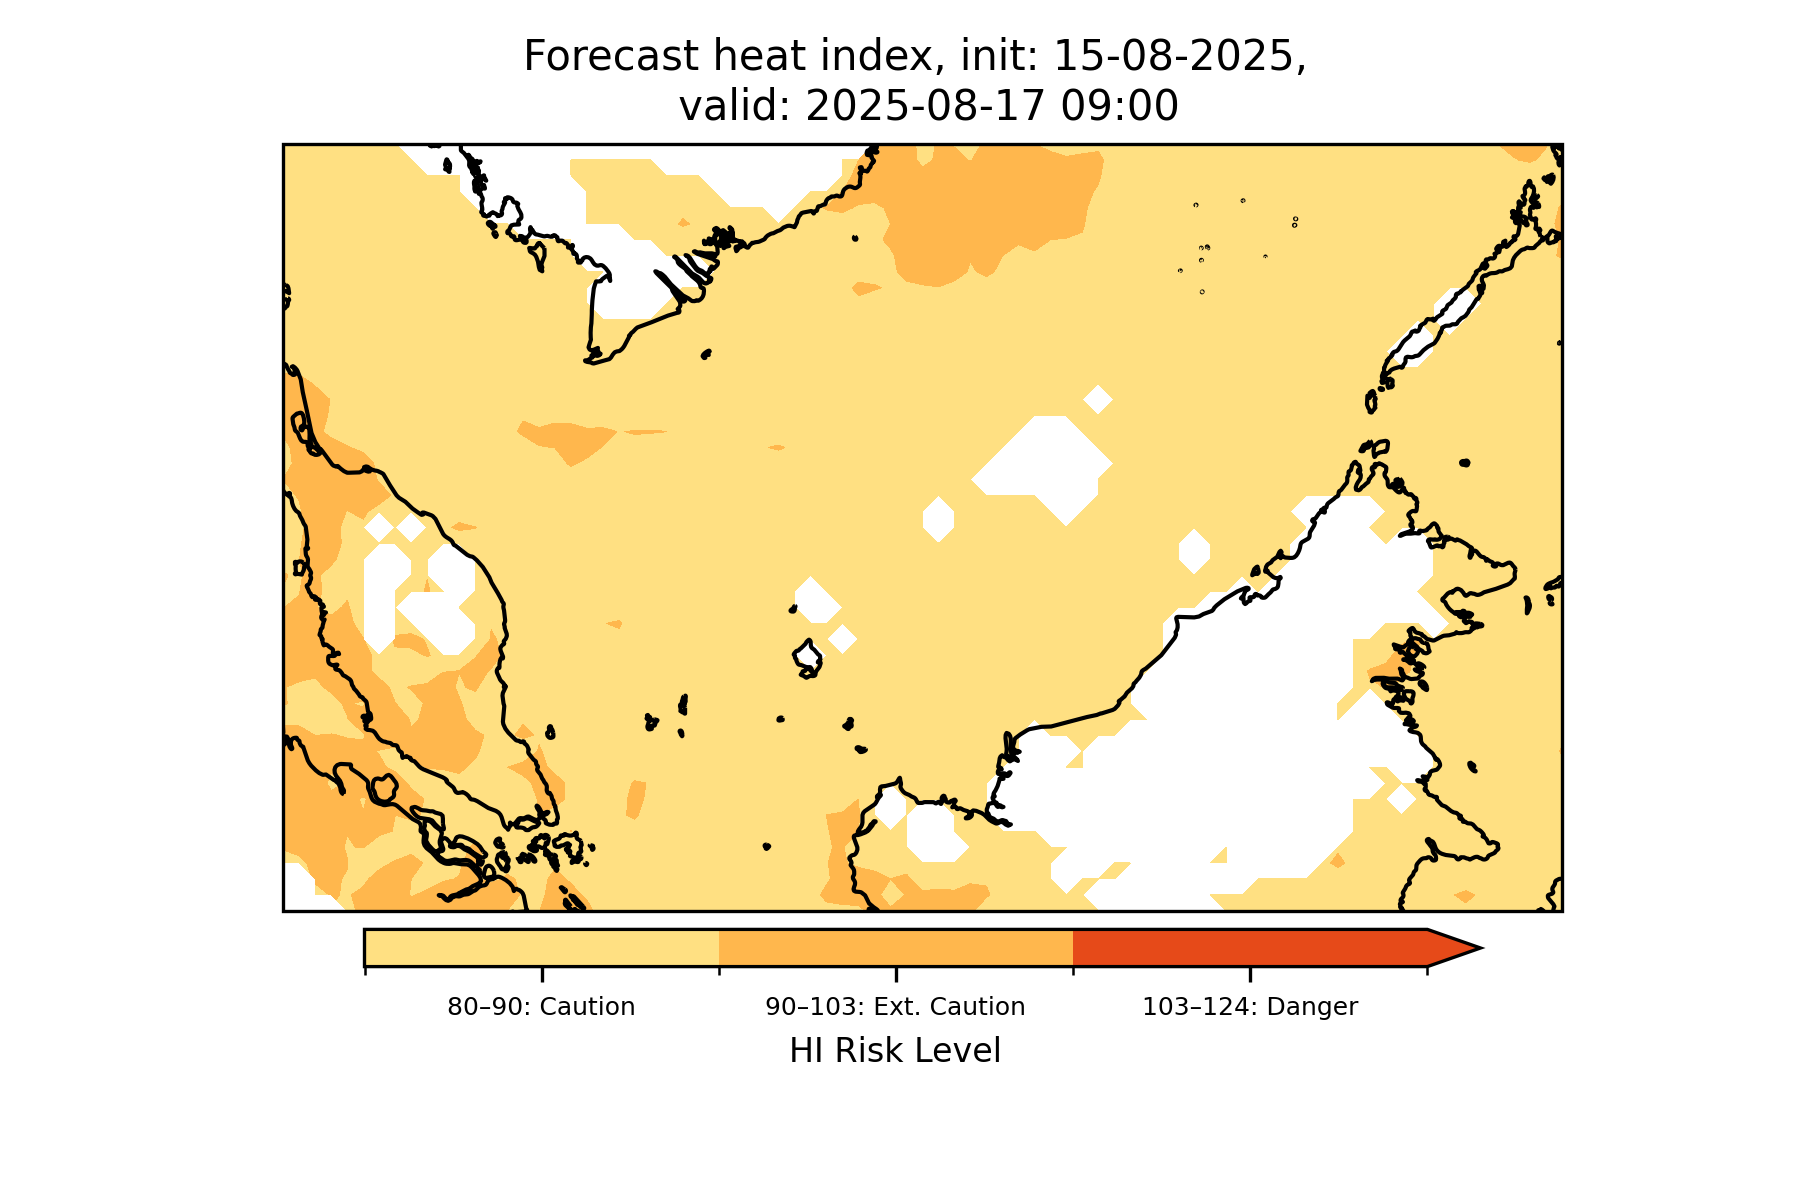 Forecast heat index, init: 15-08-2025,
valid: 2025-08-17 09:00
80–90: Caution
90–103: Ext. Caution
103–124: Danger
HI Risk Level